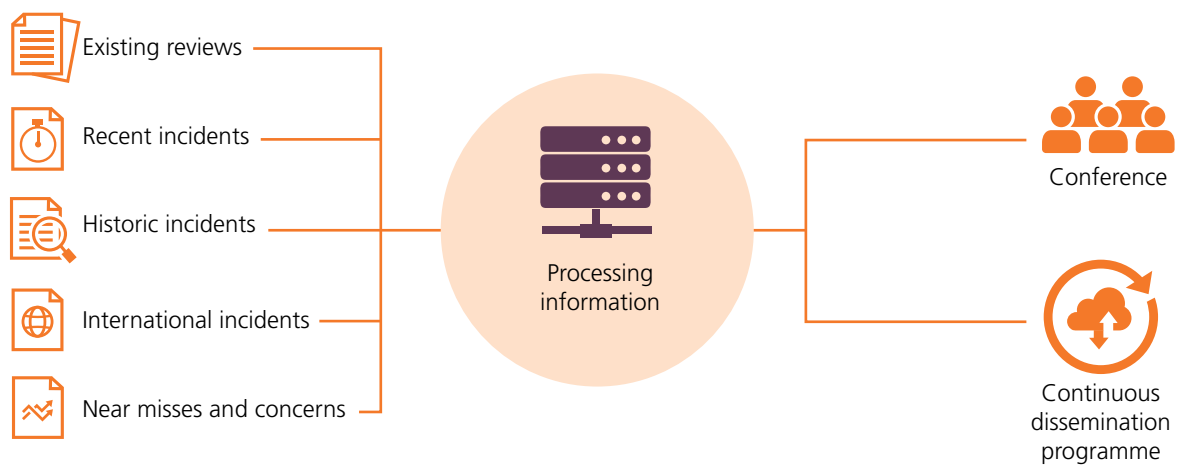 Existing reviews
Recent incidents
Historic incidents
International incidents
Near misses and concerns
Processing
information
Conference
Continuous
dissemination
programme